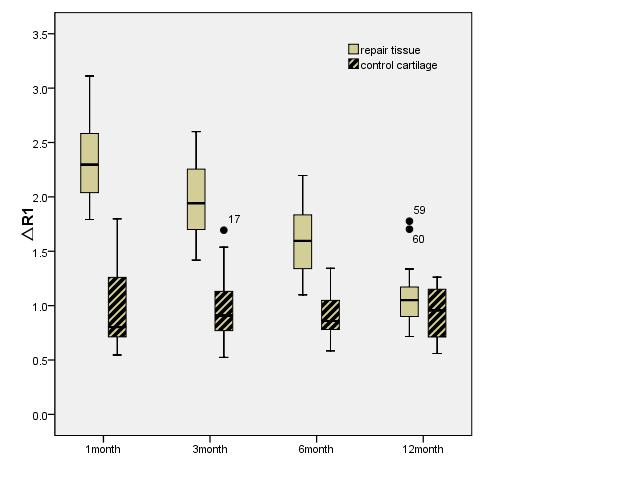 3.5
repair tissue
control cartilage
3.0
2.5
2.0
59
17
60
△R1
1.5
1.0
0.5
0.0
1month 3month 6month 12month